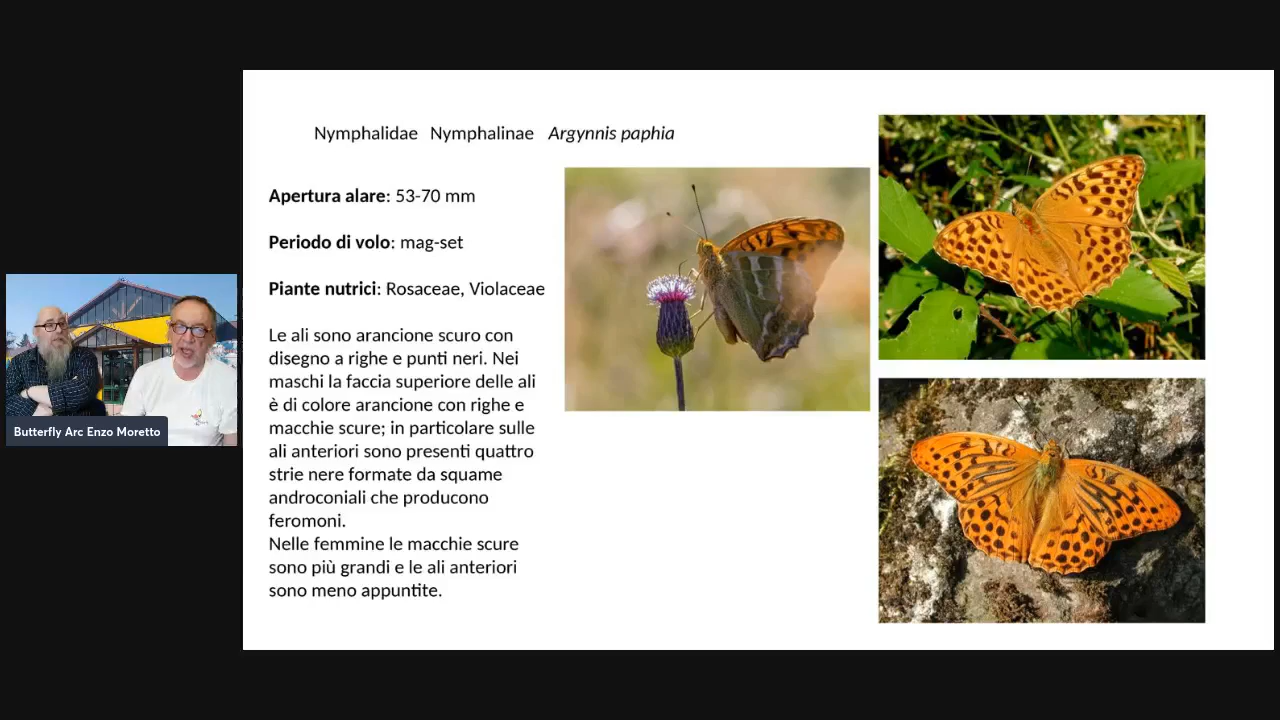 Nymphalidae Nymphalinae Argynnis paphia
Apertura alare: 53-70 mm
Periodo di volo: mag-set
Piante nutrici: Rosaceae, Violaceae
Le ali sono arancione scuro con
disegno a righe e punti neri. Nei
maschi la faccia superiore delle ali
è di colore arancione con righe e
macchie scure; in particolare sulle
ali anteriori sono presenti quattro
strie nere formate da squame
androconiali che producono
feromoni.
Nelle femmine le macchie scure
sono più grandi e le ali anteriori
sono meno appuntite.
Butterfly Arc Enzo Moretto